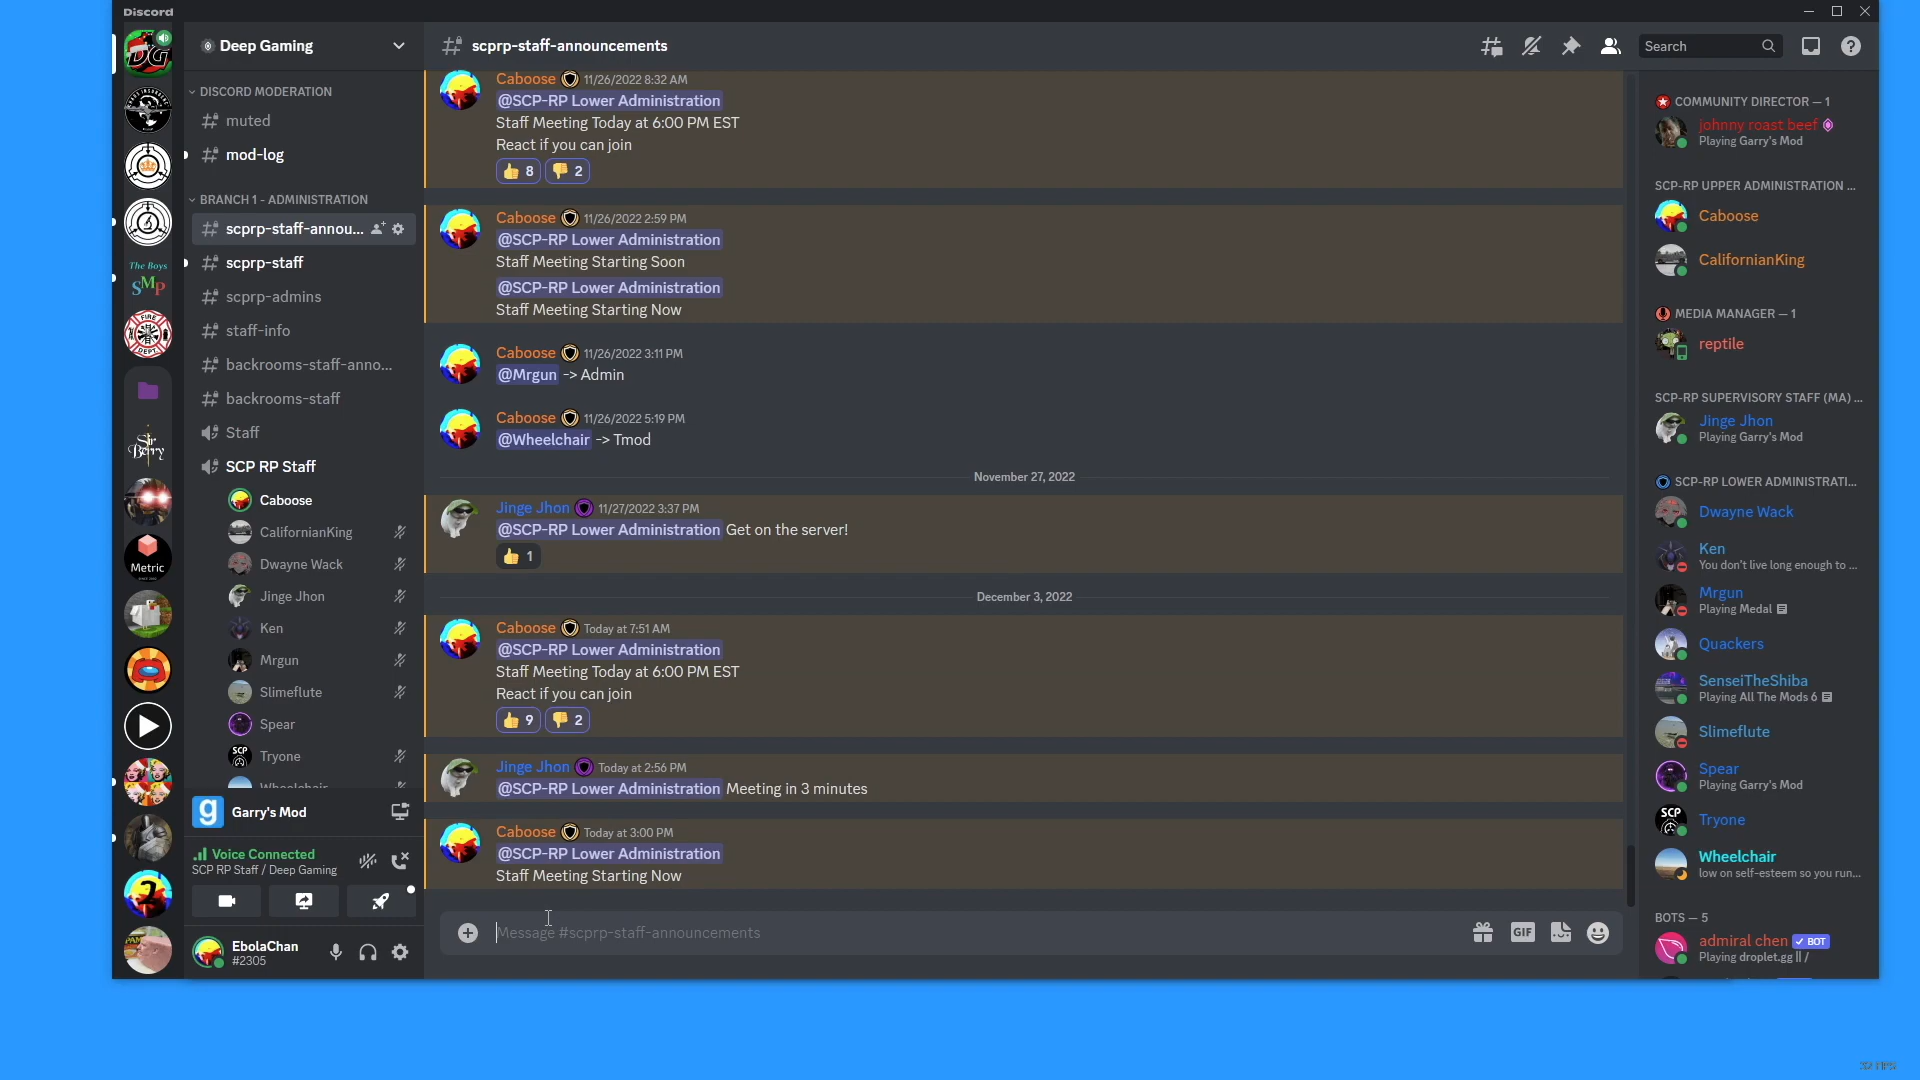 Discord
Deep Gaming
scprp-staff-announcements
Search
DISCORD MODERATION
muted
mod-log
BRANCH 1 - ADMINISTRATION
scprp-staff-annou...
scprp-staff
scprp-admins
staff-info
backrooms-staff-anno...
backrooms-staff
Staff
SCP RP Staff
Caboose
CalifornianKing
Dwayne Wack
Jinge Jhon
Ken
Mrgun
Slimeflute
Spear
Tryone
Wheelchair
Garry's Mod
Voice Connected
SCP RP Staff / Deep Gaming
EbolaChan
#2305
DG
The Boys
SMP
FIRE
DEPT.
Sir
Berry
Metric
Caboose 11/26/2022 8:32 AM
@SCP-RP Lower Administration
Staff Meeting Today at 6:00 PM EST
React if you can join
👍 8 👎 2
Caboose 11/26/2022 2:59 PM
@SCP-RP Lower Administration
Staff Meeting Starting Soon
@SCP-RP Lower Administration
Staff Meeting Starting Now
Caboose 11/26/2022 3:11 PM
@Mrgun -> Admin
Caboose 11/26/2022 5:19 PM
@Wheelchair -> Tmod
November 27, 2022
Jinge Jhon 11/27/2022 3:37 PM
@SCP-RP Lower Administration Get on the server!
👍 1
December 3, 2022
Caboose Today at 7:51 AM
@SCP-RP Lower Administration
Staff Meeting Today at 6:00 PM EST
React if you can join
👍 9 👎 2
Jinge Jhon Today at 2:56 PM
@SCP-RP Lower Administration Meeting in 3 minutes
Caboose Today at 3:00 PM
@SCP-RP Lower Administration
Staff Meeting Starting Now
Message #scprp-staff-announcements
GIF
COMMUNITY DIRECTOR — 1
johnny roast beef
Playing Garry's Mod
SCP-RP UPPER ADMINISTRATION ...
Caboose
CalifornianKing
MEDIA MANAGER — 1
reptile
SCP-RP SUPERVISORY STAFF (MA) ...
Jinge Jhon
Playing Garry's Mod
SCP-RP LOWER ADMINISTRATI...
Dwayne Wack
Ken
You don't live long enough to ...
Mrgun
Playing Medal
Quackers
SenseiTheShiba
Playing All The Mods 6
Slimeflute
Spear
Playing Garry's Mod
SCP
Tryone
Wheelchair
low on self-esteem so you run...
BOTS — 5
admiral chen ✓ BOT
Playing droplet.gg || /